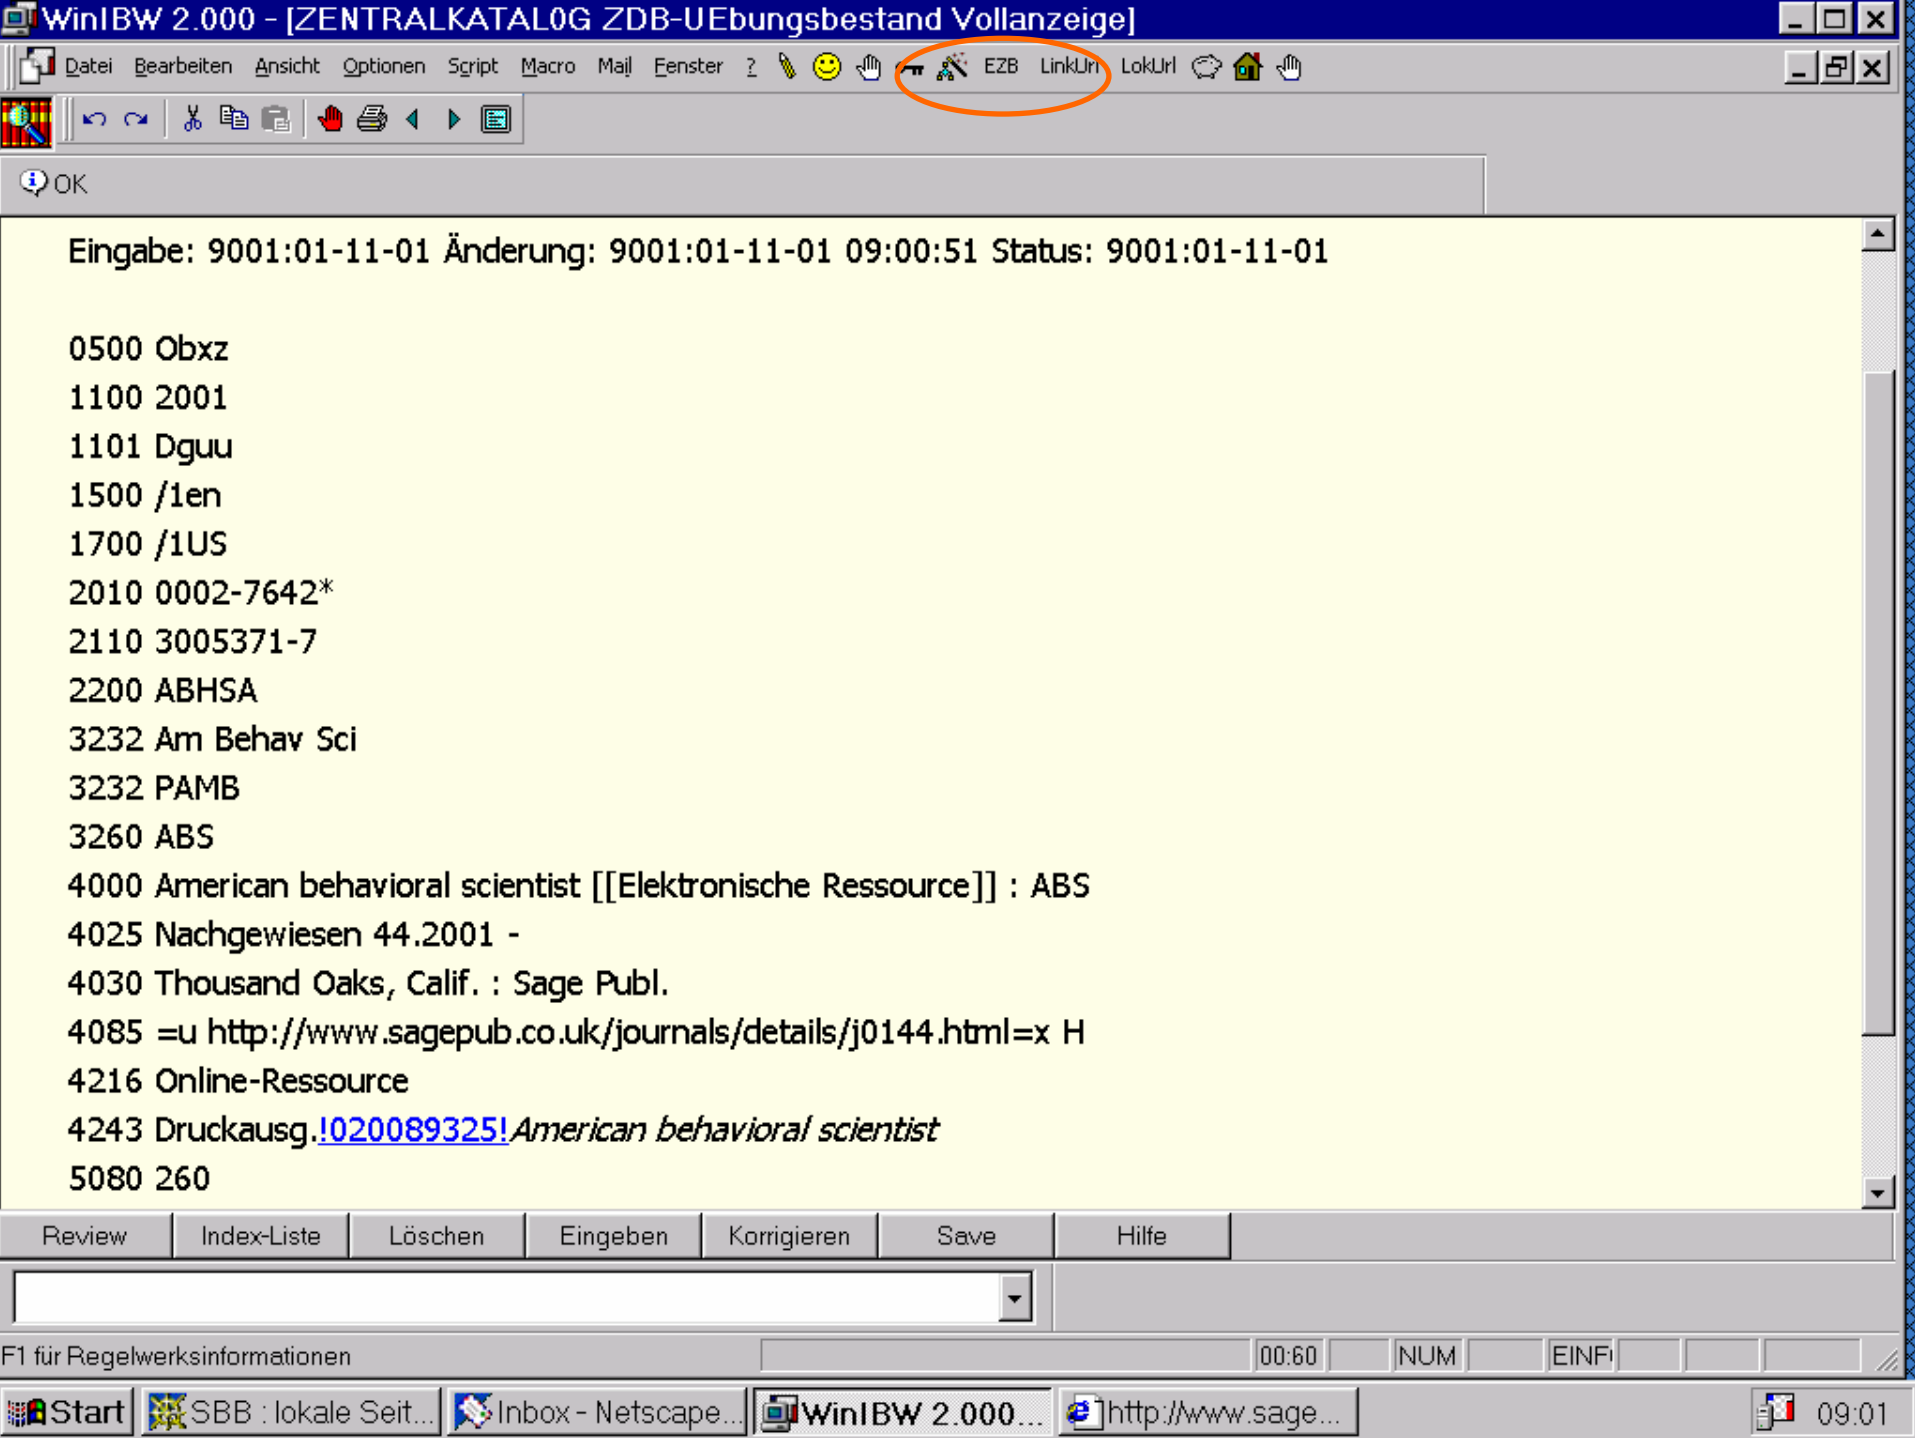 WinIBW 2.000 - [ZENTRALKATAL0G ZDB-UEbungsbestand Vollanzeige]
Datei Bearbeiten Ansicht Optionen Script Macro Mail Fenster ? EZB LinkUrl LokUrl
OK
Eingabe: 9001:01-11-01 Änderung: 9001:01-11-01 09:00:51 Status: 9001:01-11-01
0500 Obxz
1100 2001
1101 Dguu
1500 /1en
1700 /1US
2010 0002-7642*
2110 3005371-7
2200 ABHSA
3232 Am Behav Sci
3232 PAMB
3260 ABS
4000 American behavioral scientist [[Elektronische Ressource]] : ABS
4025 Nachgewiesen 44.2001 -
4030 Thousand Oaks, Calif. : Sage Publ.
4085 =u http://www.sagepub.co.uk/journals/details/j0144.html=x H
4216 Online-Ressource
4243 Druckausg.!020089325!American behavioral scientist
5080 260
Review Index-Liste Löschen Eingeben Korrigieren Save Hilfe
F1 für Regelwerksinformationen 00:60 NUM EINF
Start SBB : lokale Seit... Inbox - Netscape... WinIBW 2.000... http://www.sage... 09:01